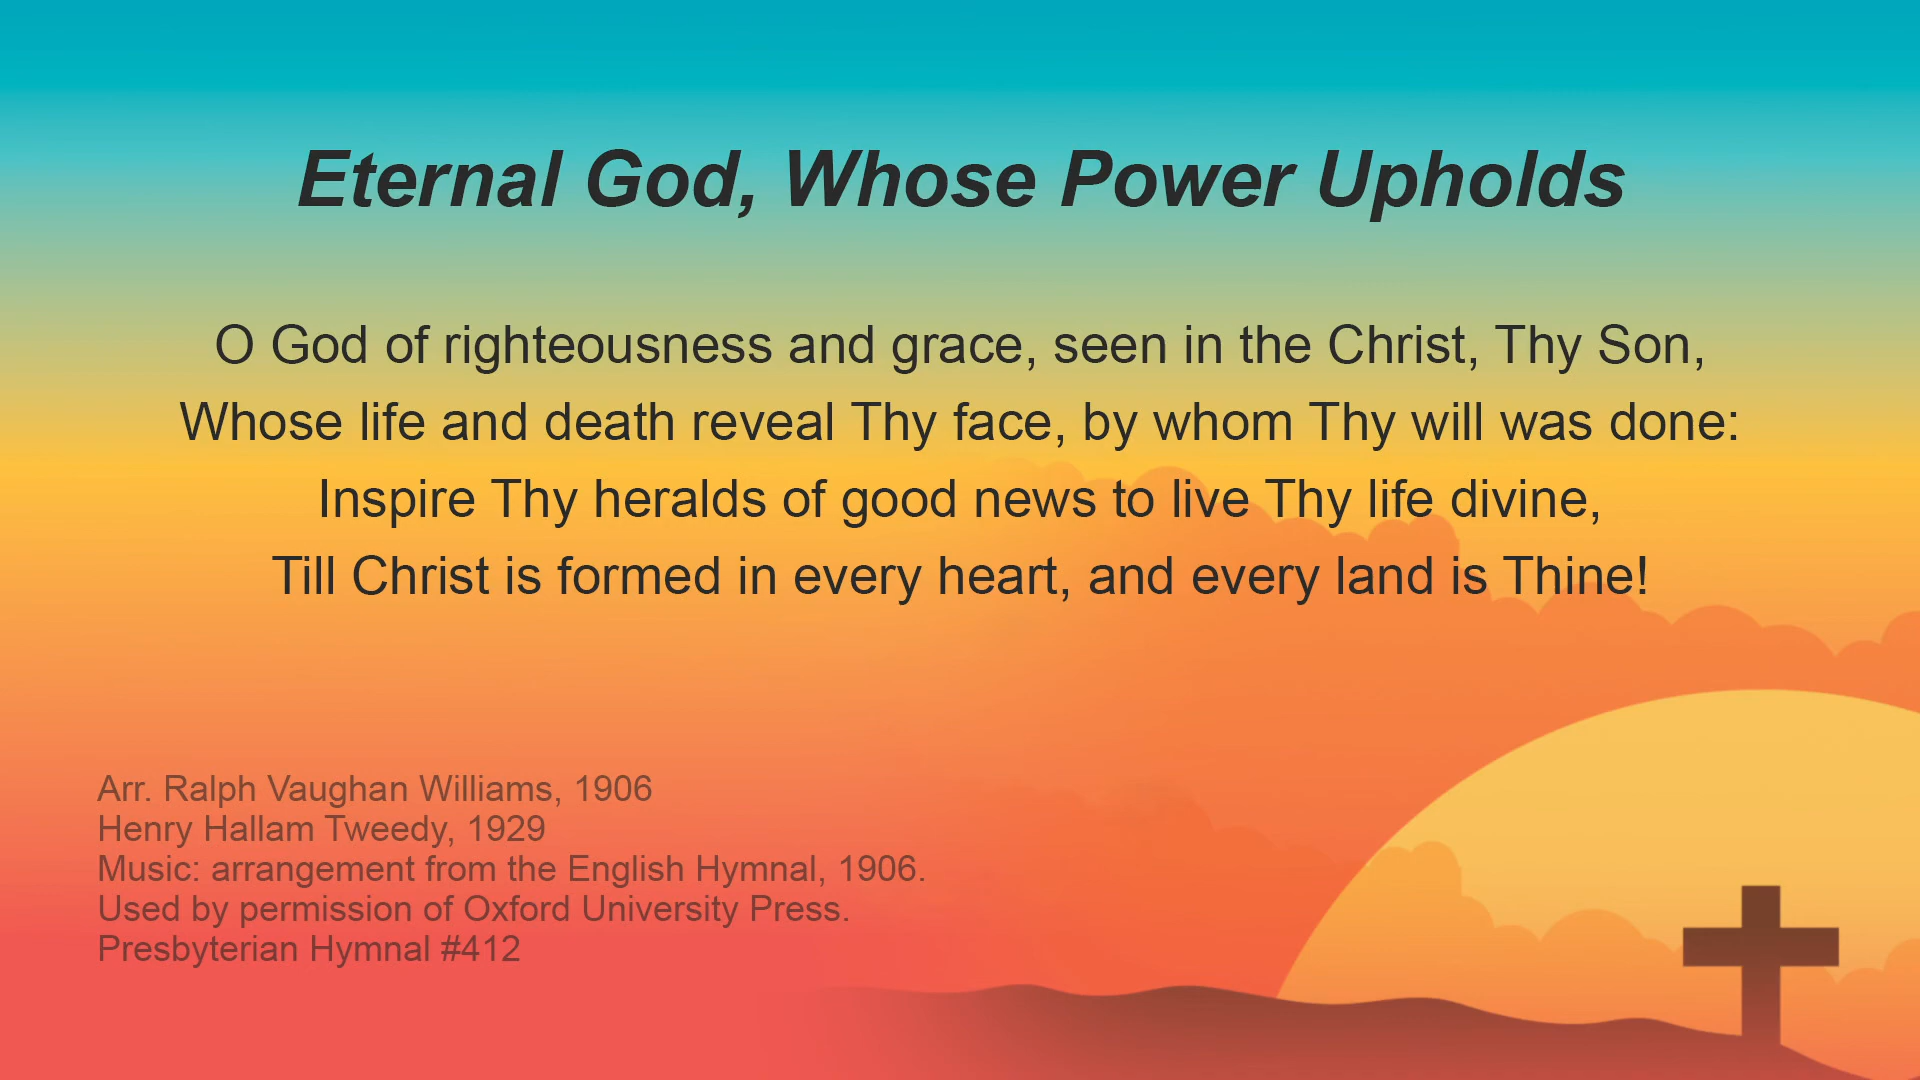 Eternal God, Whose Power Upholds
O God of righteousness and grace, seen in the Christ, Thy Son,
Whose life and death reveal Thy face, by whom Thy will was done:
Inspire Thy heralds of good news to live Thy life divine,
Till Christ is formed in every heart, and every land is Thine!
Arr. Ralph Vaughan Williams, 1906
Henry Hallam Tweedy, 1929
Music: arrangement from the English Hymnal, 1906.
Used by permission of Oxford University Press.
Presbyterian Hymnal #412